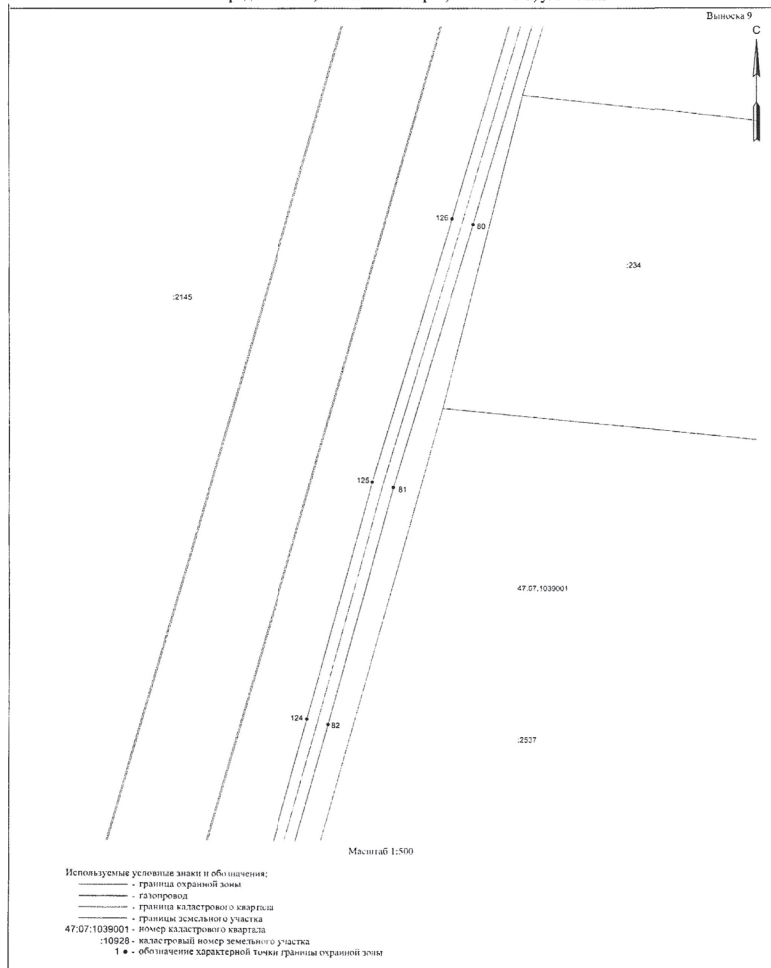 Выноска 9
С
126
80
:2145
:234
125
81
47:07:1039001
124
82
:2537
Масштаб 1:500
Используемые условные знаки и обозначения:
- граница охранной зоны
- газопровод
- граница кадастрового квартала
- границы земельного участка
47:07:1039001 - номер кадастрового квартала
:10928 - кадастровый номер земельного участка
1 • - обозначение характерной точки границы охранной зоны